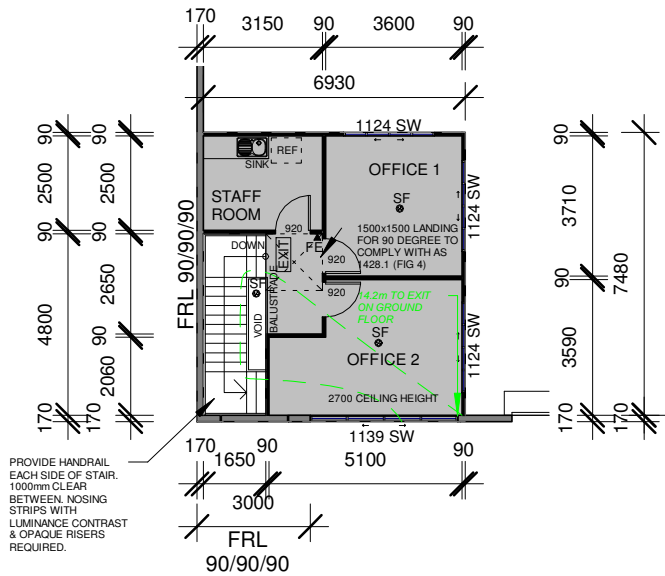 170 3150 90 3600 90
6930
1124 SW
REF
SINK
OFFICE 1
SF
STAFF
ROOM
1124 SW
920
DOWN
EXIT
FE
1500x1500 LANDING
FOR 90 DEGREE TO
COMPLY WITH AS
1428.1 (FIG 4)
920
920
SF
VOID
BALUSTRADE
14.2m TO EXIT
ON GROUND
FLOOR
SF
OFFICE 2
1124 SW
2700 CEILING HEIGHT
FRL 90/90/90
90
2500
90
4800
170
90
2500
90
2650
90
2060
170
90
3710
90
3590
170
7480
170
1139 SW
170 90 90
1650 5100
3000
FRL
90/90/90
PROVIDE HANDRAIL
EACH SIDE OF STAIR.
1000mm CLEAR
BETWEEN. NOSING
STRIPS WITH
LUMINANCE CONTRAST
& OPAQUE RISERS
REQUIRED.